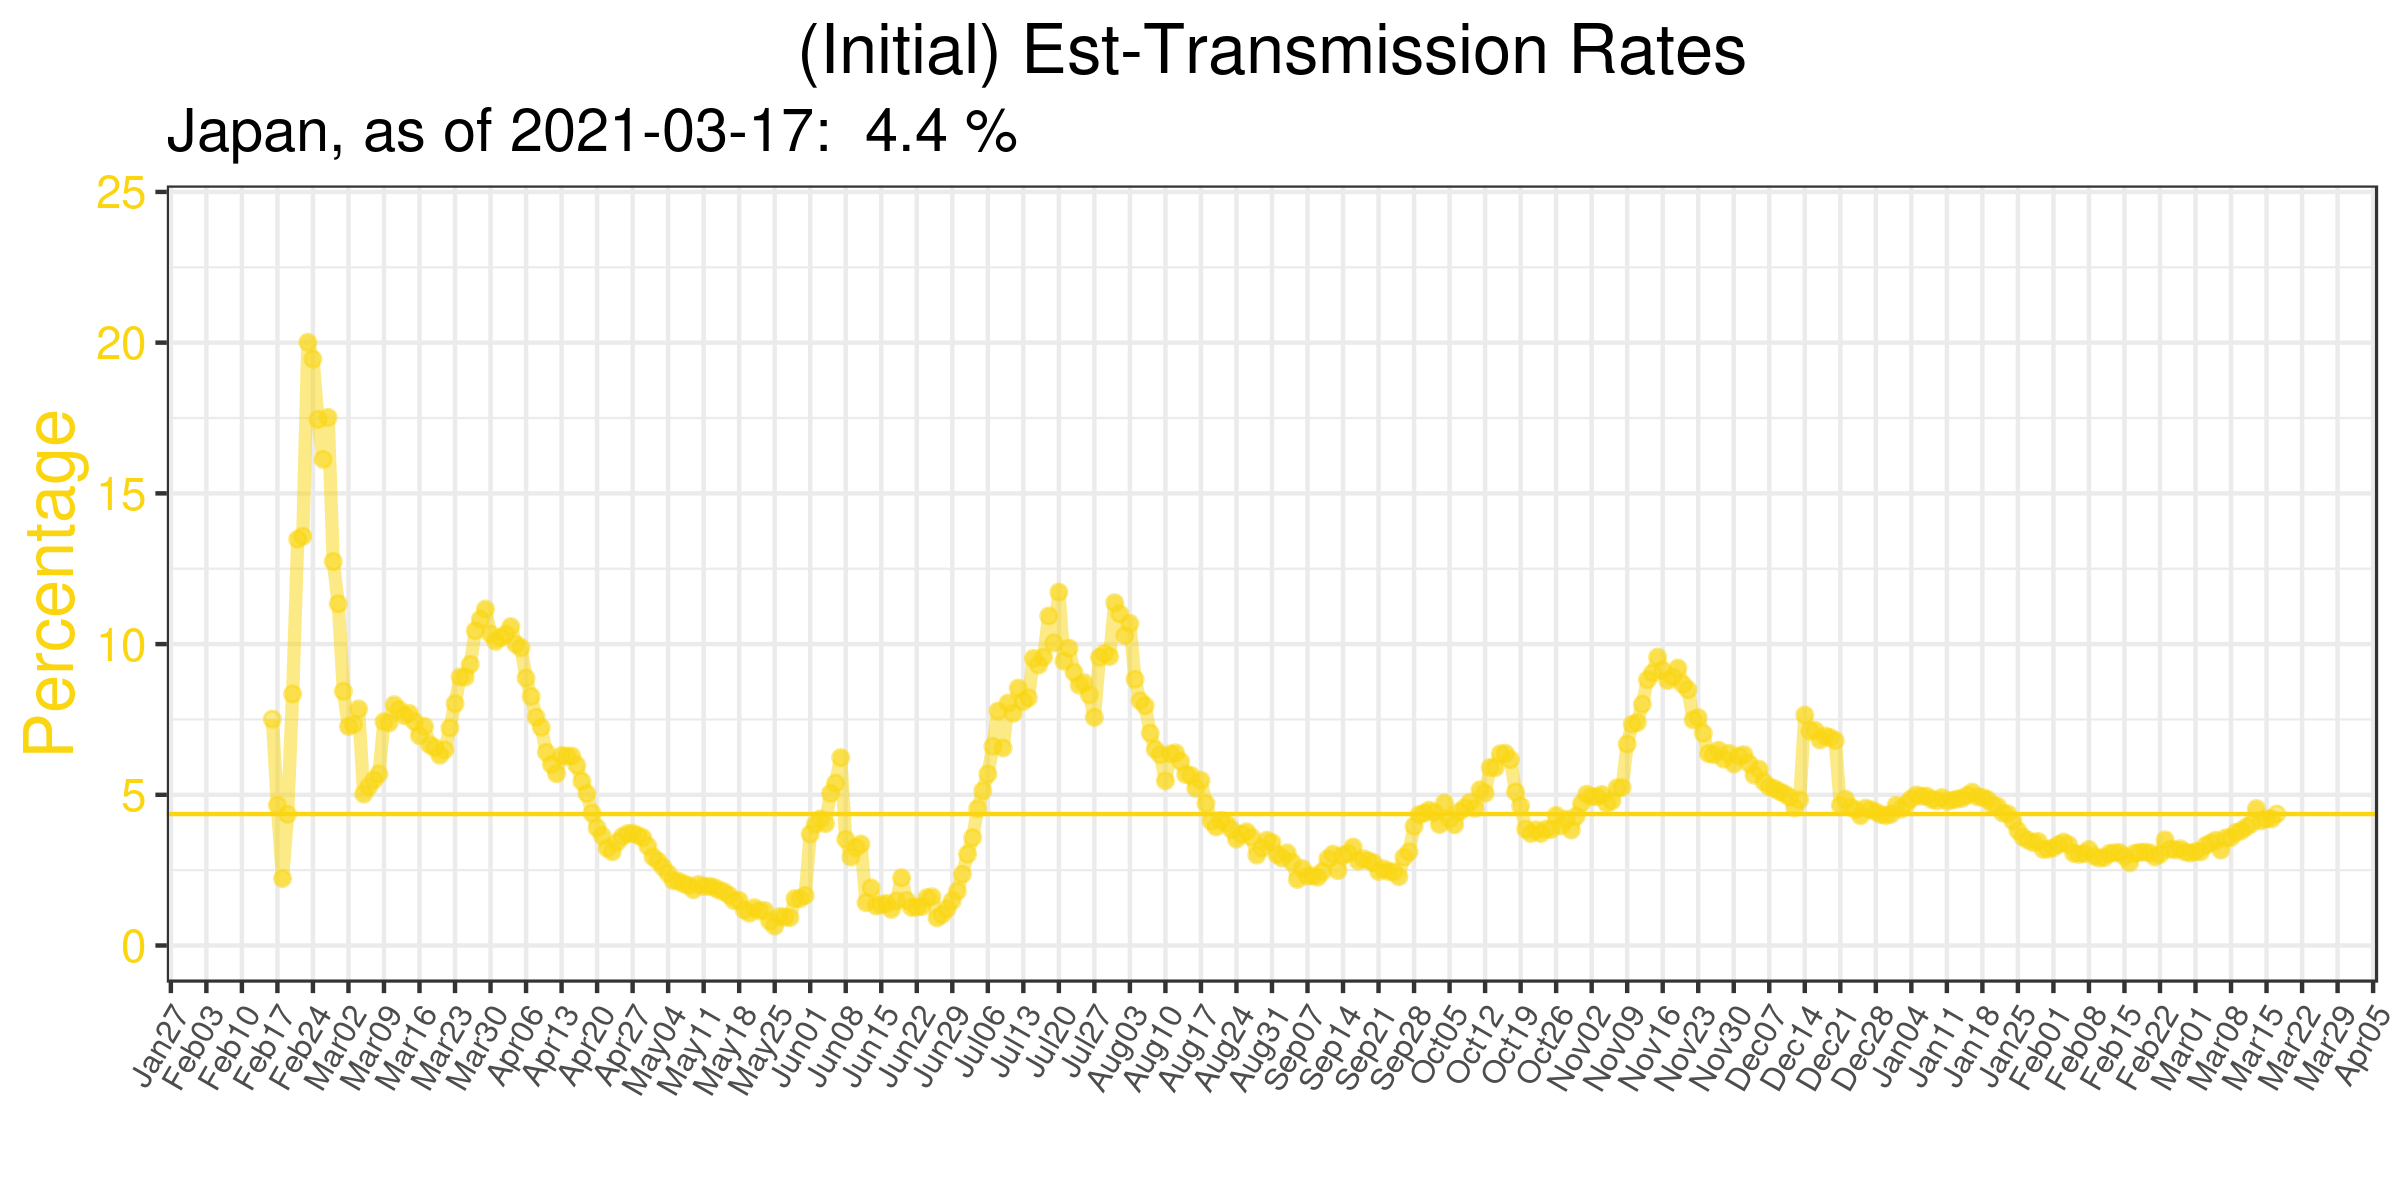 (Initial) Est-Transmission Rates
Japan, as of 2021-03-17: 4.4 %
Percentage
25
20
15
10
5
0
Jan27
Feb03
Feb10
Feb17
Feb24
Mar02
Mar09
Mar16
Mar23
Mar30
Apr06
Apr13
Apr20
Apr27
May04
May11
May18
May25
Jun01
Jun08
Jun15
Jun22
Jun29
Jul06
Jul13
Jul20
Jul27
Aug03
Aug10
Aug17
Aug24
Aug31
Sep07
Sep14
Sep21
Sep28
Oct05
Oct12
Oct19
Oct26
Nov02
Nov09
Nov16
Nov23
Nov30
Dec07
Dec14
Dec21
Dec28
Jan04
Jan11
Jan18
Jan25
Feb01
Feb08
Feb15
Feb22
Mar01
Mar08
Mar15
Mar22
Mar29
Apr05